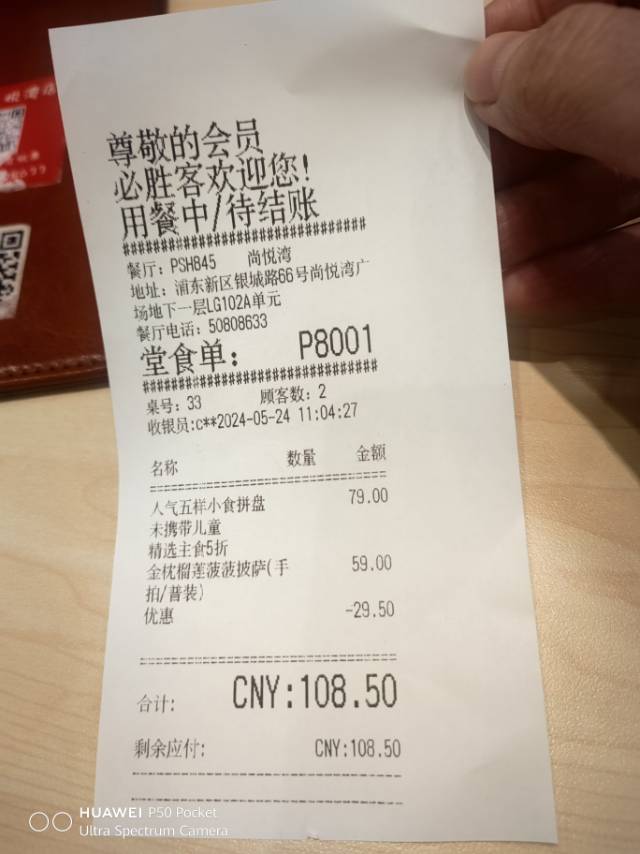 尊敬的会员
必胜客欢迎您!
用餐中/待结账
##################################
餐厅: PSH845 尚悦湾
地址: 浦东新区银城路66号尚悦湾广
场地下一层LG102A单元
餐厅电话: 50808633
堂食单: P8001
##################################
桌号: 33 顾客数: 2
收银员:c**2024-05-24 11:04:27
名称 数量 金额
人气五样小食拼盘 79.00
未携带儿童
精选主食5折
金枕榴莲菠菠披萨(手 59.00
拍/普装)
优惠 -29.50
合计: CNY:108.50
剩余应付: CNY:108.50
HUAWEI P50 Pocket
Ultra Spectrum Camera